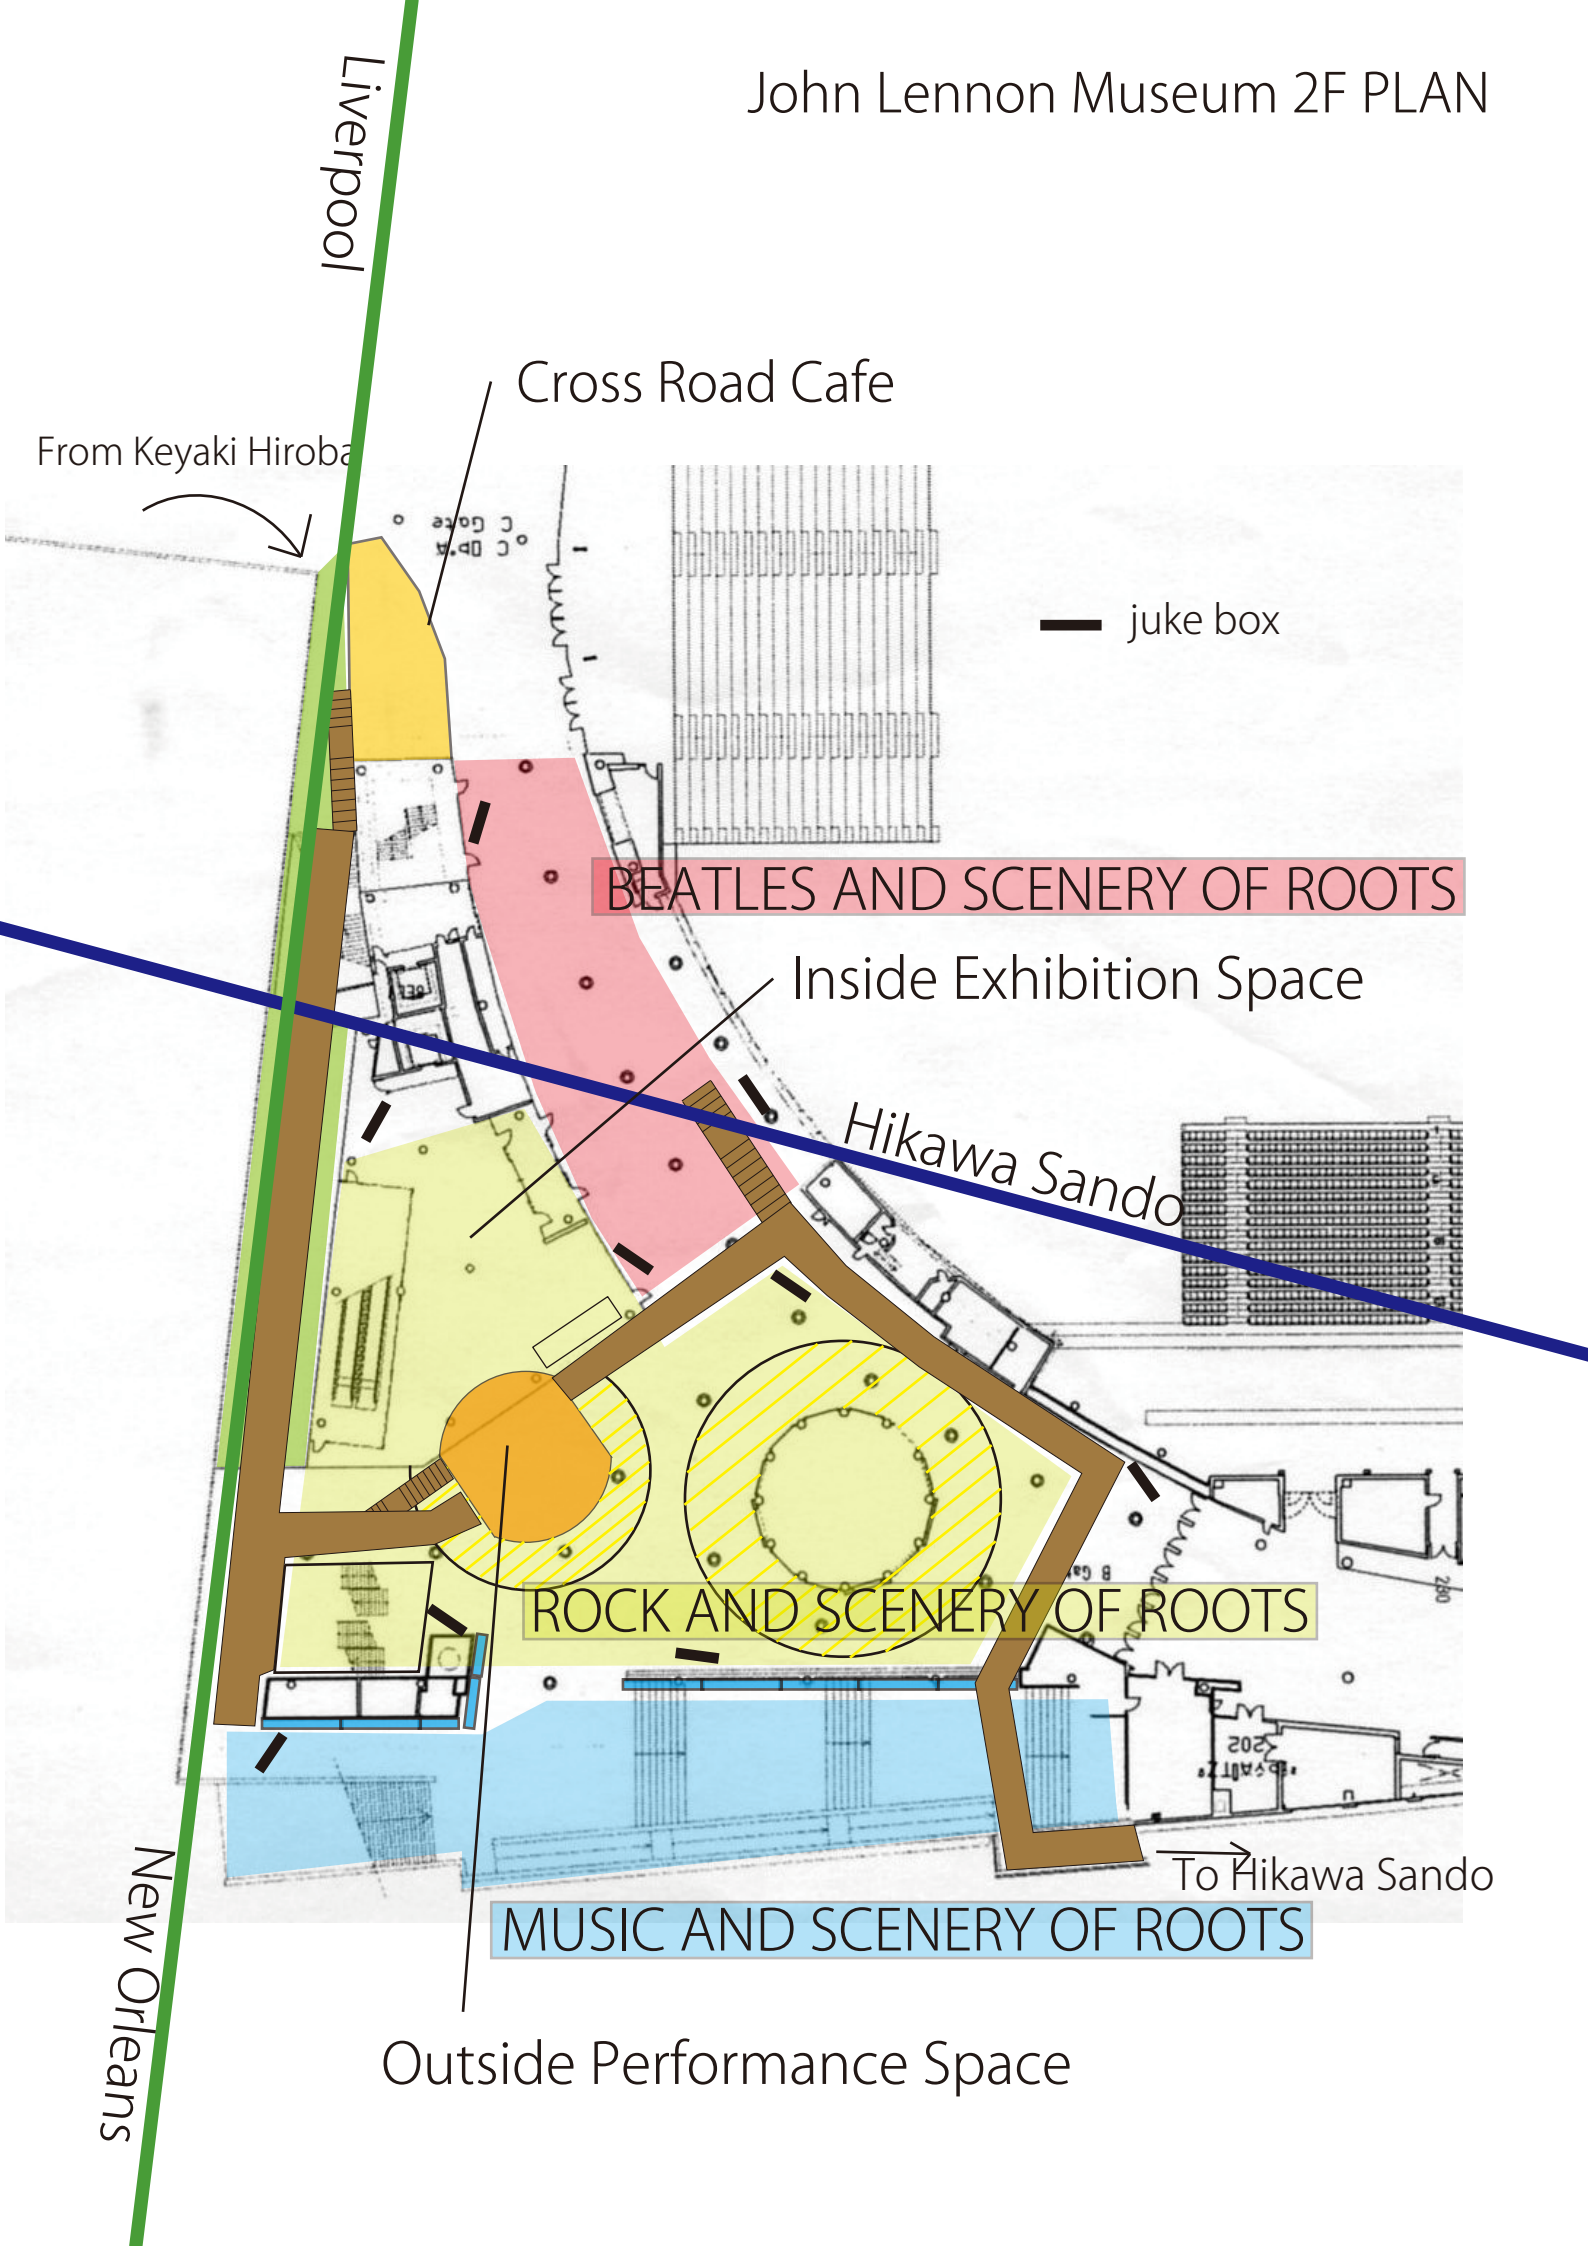 John Lennon Museum 2F PLAN
Liverpool
Cross Road Cafe
From Keyaki Hiroba
C Gate
juke box
BEATLES AND SCENERY OF ROOTS
Inside Exhibition Space
Hikawa Sando
ROCK AND SCENERY OF ROOTS
202
To Hikawa Sando
MUSIC AND SCENERY OF ROOTS
New Orleans
Outside Performance Space